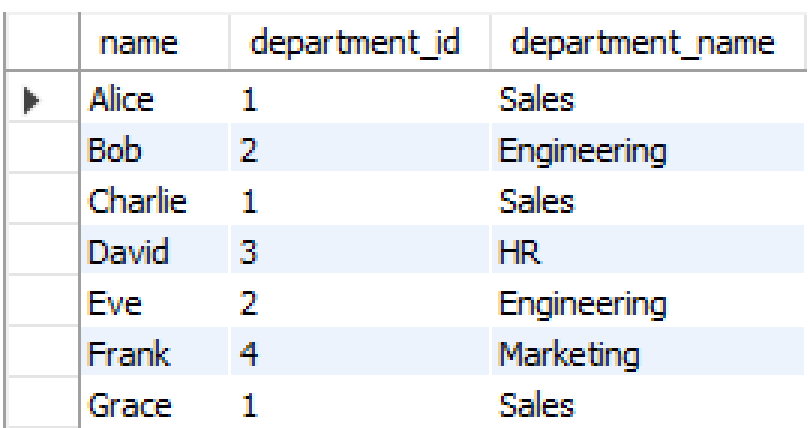 name department_id department_name
Alice 1 Sales
Bob 2 Engineering
Charlie 1 Sales
David 3 HR
Eve 2 Engineering
Frank 4 Marketing
Grace 1 Sales